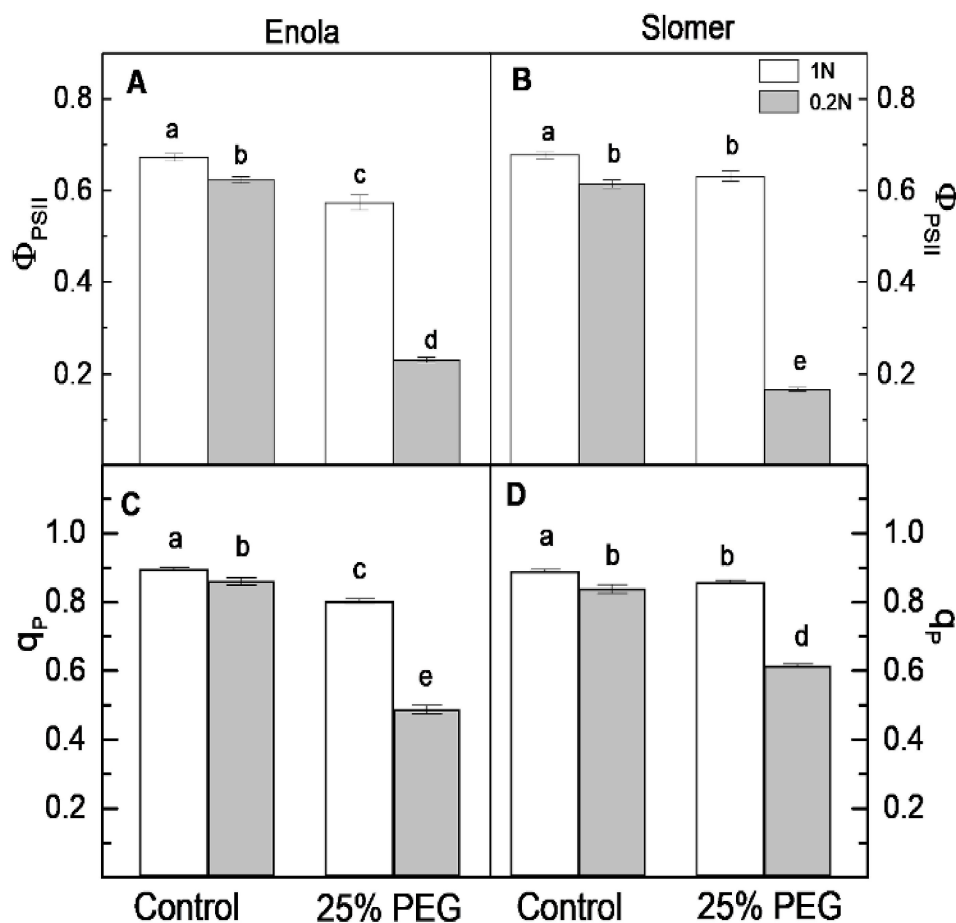 Enola Slomer
A B
1N
0.2N
0.8 0.8
a b c d
a b b e
0.6 0.6
ΦPSII ΦPSII
0.4 0.4
0.2 0.2
C D
1.0 1.0
a b c e
a b b d
0.8 0.8
qP qP
0.6 0.6
0.4 0.4
0.2 0.2
Control 25% PEG Control 25% PEG